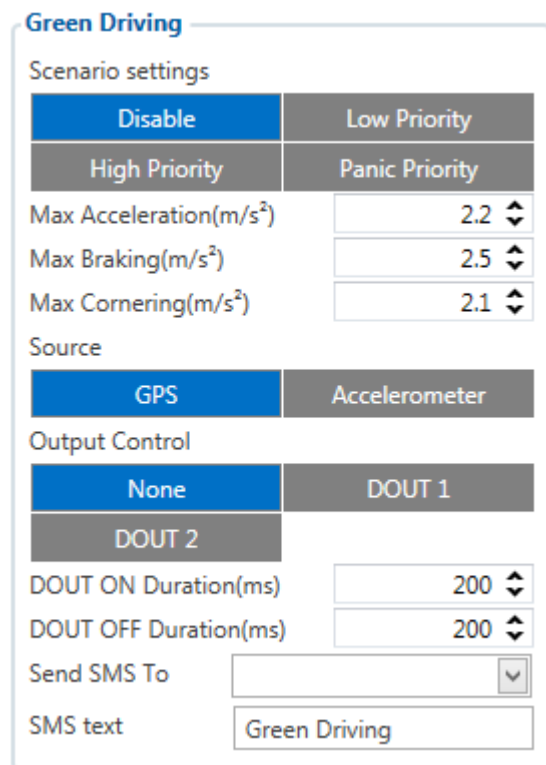 Green Driving
Scenario settings
Disable Low Priority
High Priority Panic Priority
Max Acceleration(m/s²) 2.2
Max Braking(m/s²) 2.5
Max Cornering(m/s²) 2.1
Source
GPS Accelerometer
Output Control
None DOUT 1
DOUT 2
DOUT ON Duration(ms) 200
DOUT OFF Duration(ms) 200
Send SMS To
SMS text Green Driving